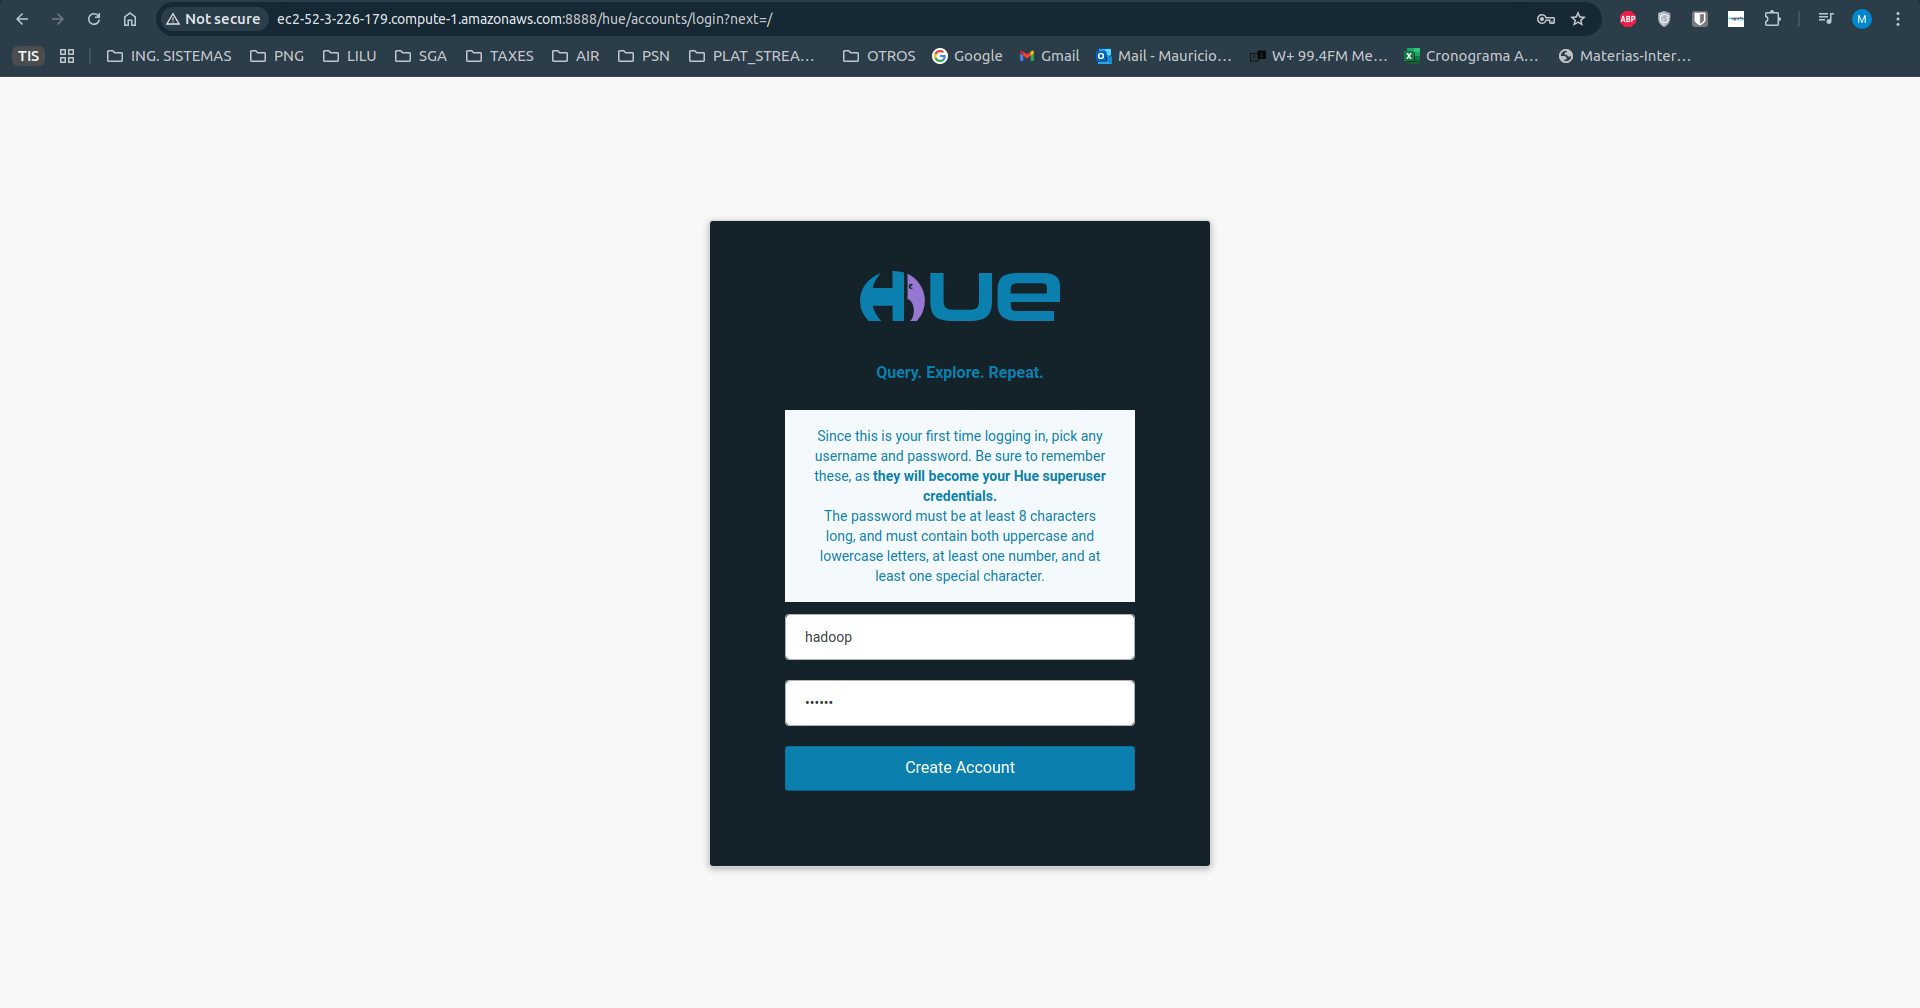 Not secure ec2-52-3-226-179.compute-1.amazonaws.com:8888/hue/accounts/login?next=/ ABP M
TIS ING. SISTEMAS PNG LILU SGA TAXES AIR PSN PLAT_STREA... OTROS Google Gmail Mail - Mauricio... W+ 99.4FM Me... Cronograma A... Materias-Inter...
HUE
Query. Explore. Repeat.
Since this is your first time logging in, pick any
username and password. Be sure to remember
these, as they will become your Hue superuser
credentials.
The password must be at least 8 characters
long, and must contain both uppercase and
lowercase letters, at least one number, and at
least one special character.
hadoop
••••••
Create Account